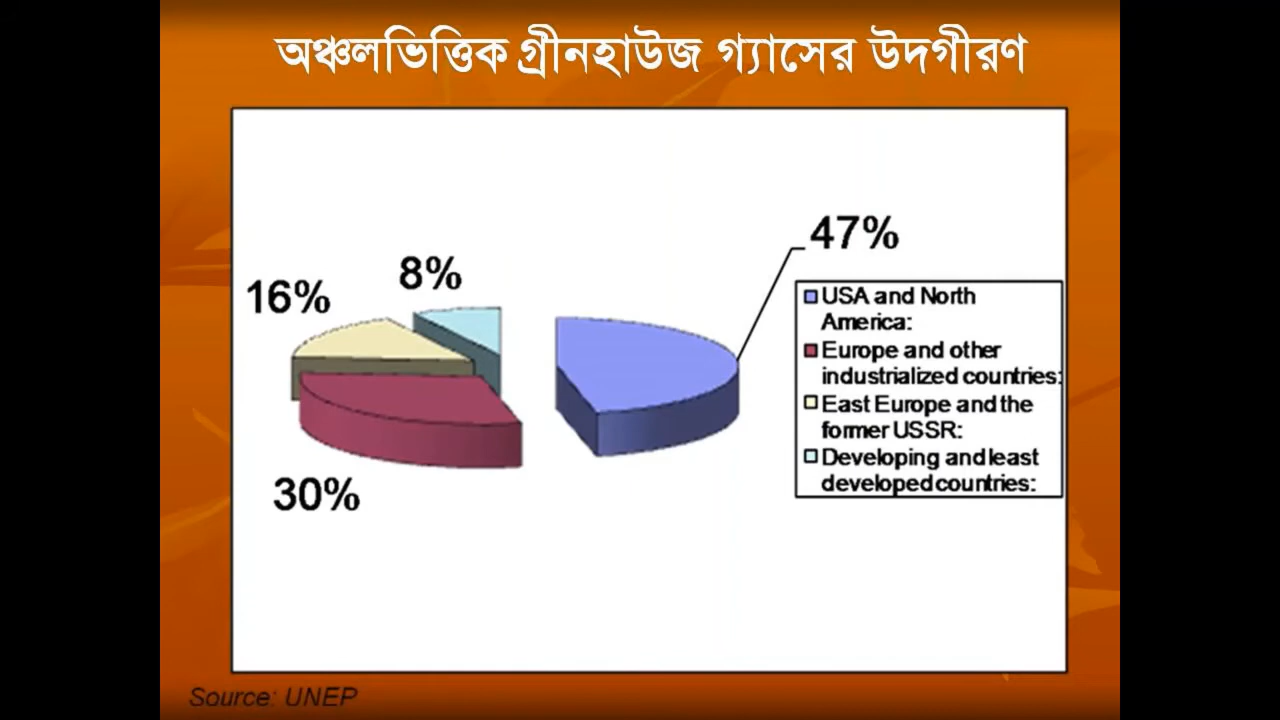 অঞ্চলভিত্তিক গ্রীনহাউজ গ্যাসের উদগীরণ
47%
8%
16%
30%
USA and North
America:
Europe and other
industrialized countries:
East Europe and the
former USSR:
Developing and least
developed countries:
Source: UNEP